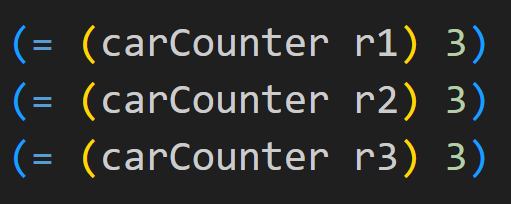 (= (carCounter r1) 3)
(= (carCounter r2) 3)
(= (carCounter r3) 3)